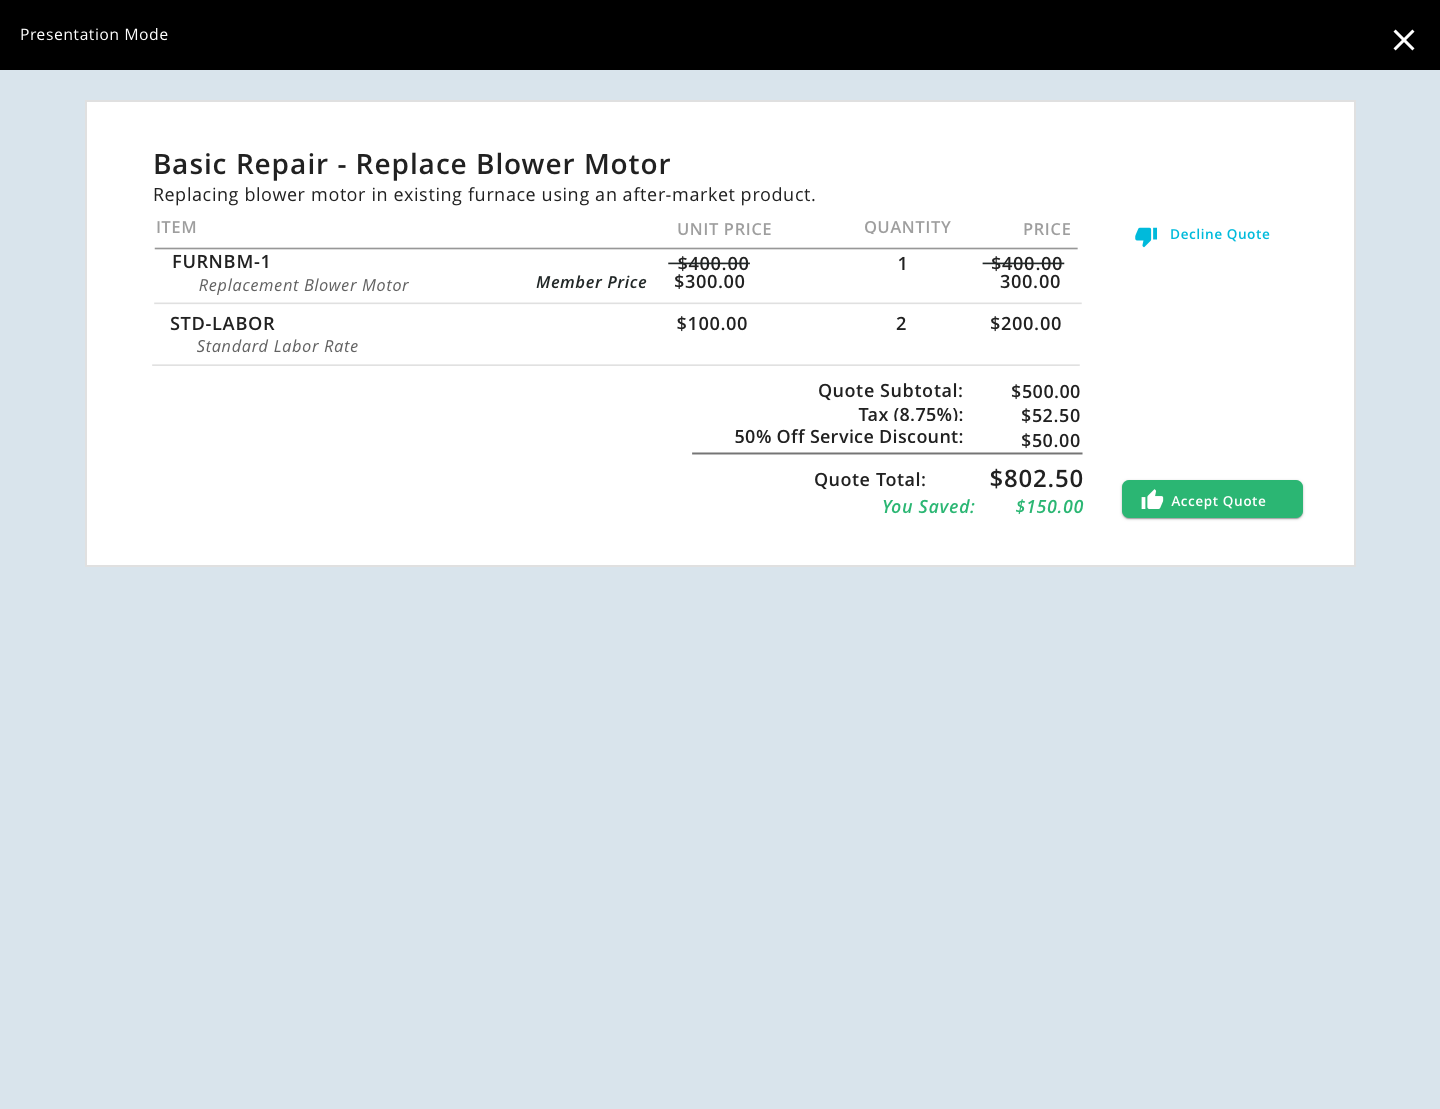 Presentation Mode
Basic Repair - Replace Blower Motor
Replacing blower motor in existing furnace using an after-market product.
ITEM UNIT PRICE QUANTITY PRICE
Decline Quote
FURNBM-1 $400.00 1 $400.00
Replacement Blower Motor Member Price $300.00 300.00
STD-LABOR $100.00 2 $200.00
Standard Labor Rate
Quote Subtotal: $500.00
Tax (8.75%): $52.50
50% Off Service Discount: $50.00
Quote Total: $802.50
Accept Quote
You Saved: $150.00